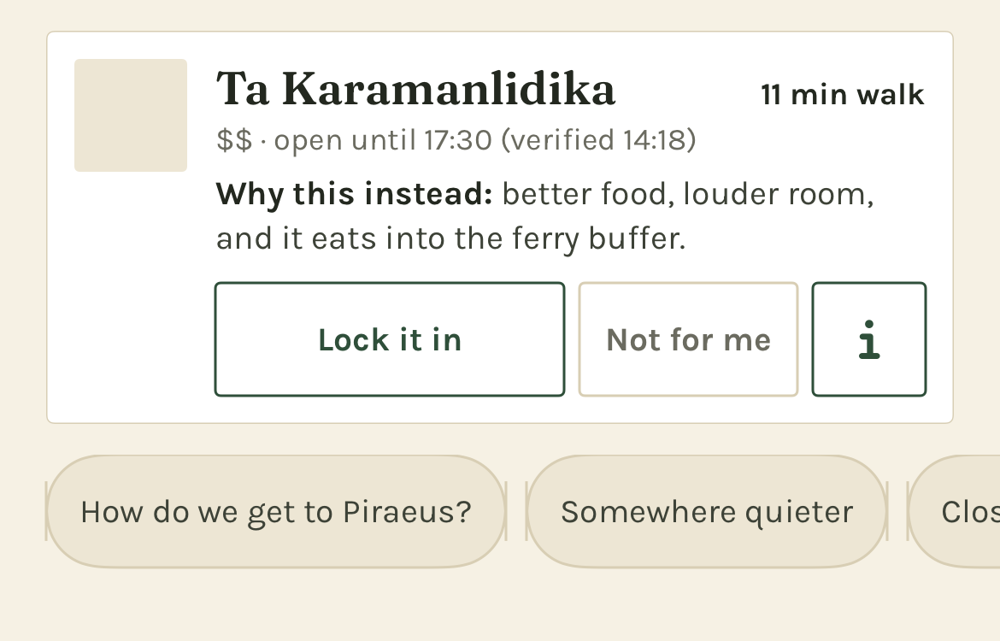 Ta Karamanlidika
11 min walk
$$ · open until 17:30 (verified 14:18)
Why this instead: better food, louder room,
and it eats into the ferry buffer.
Lock it in
Not for me
i
How do we get to Piraeus?
Somewhere quieter
Clos